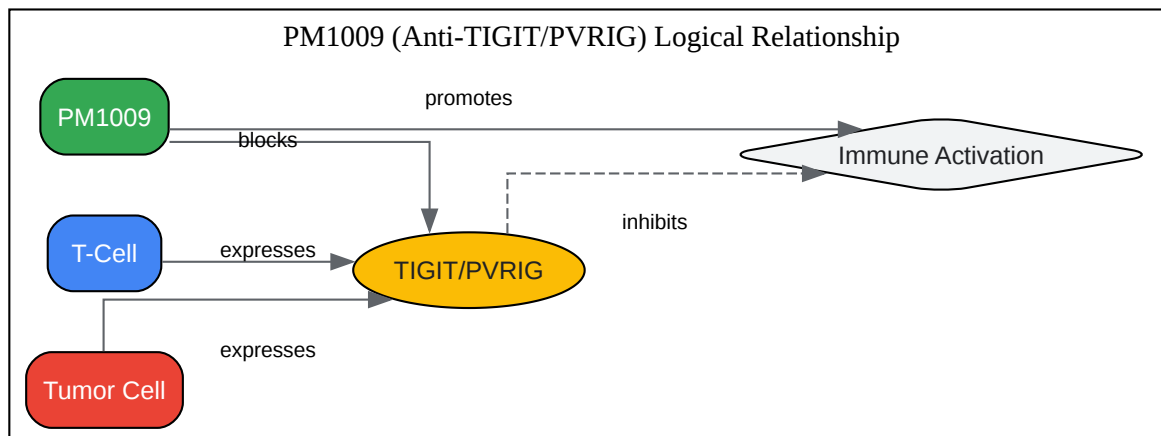 PM1009 (Anti-TIGIT/PVRIG) Logical Relationship
PM1009
promotes
blocks
Immune Activation
T-Cell
expresses
inhibits
TIGIT/PVRIG
expresses
Tumor Cell